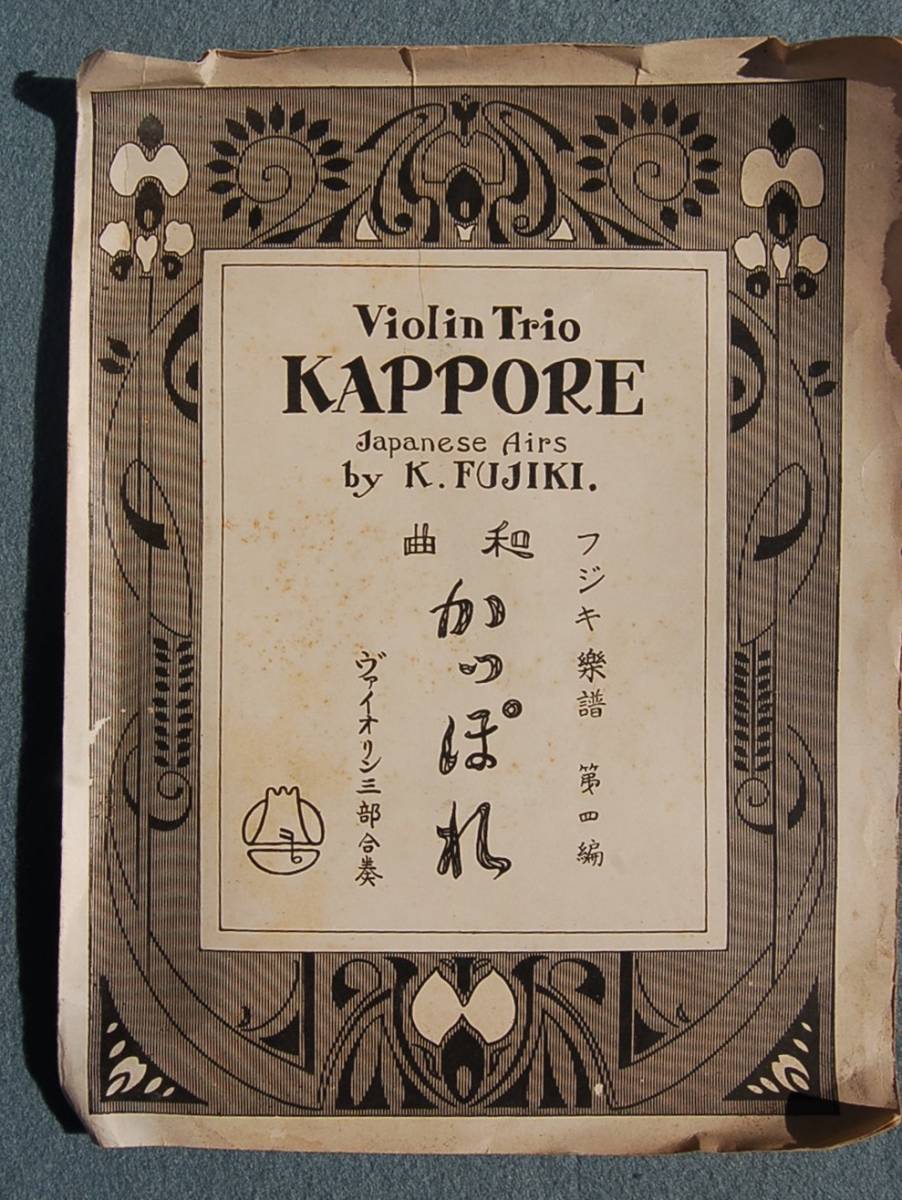 Violin Trio
KAPPORE
Japanese Airs
by K. FUJIKI.
フジキ樂譜 第四編
和曲
かっぽれ
ヴァイオリン三部合奏